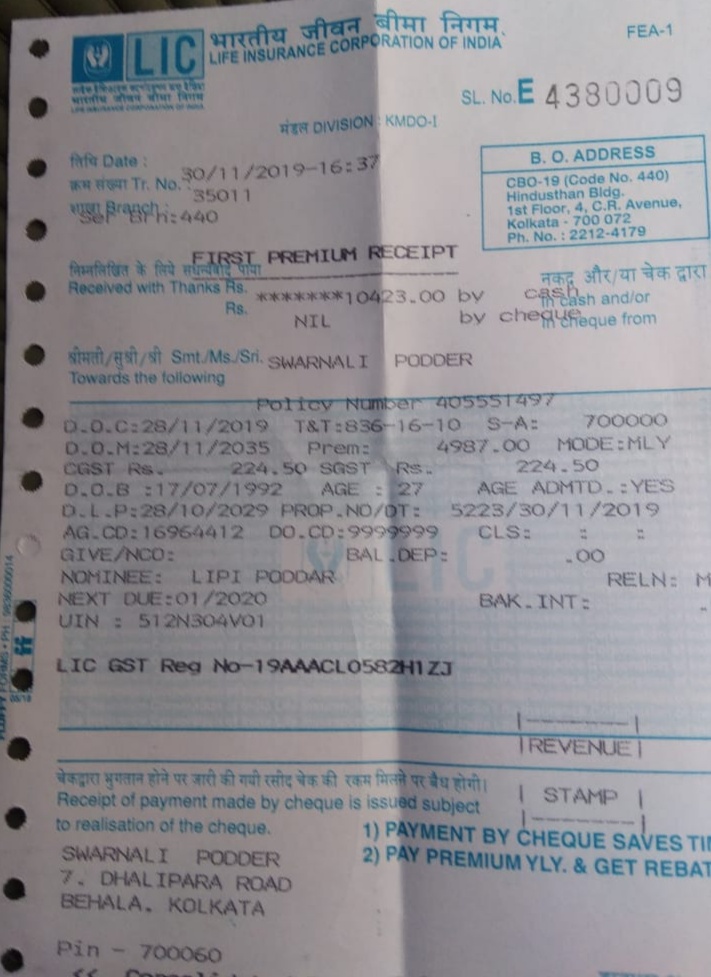 LIC
भारतीय जीवन बीमा निगम
LIFE INSURANCE CORPORATION OF INDIA
FEA-1
भारतीय जीवन बीमा निगम
LIFE INSURANCE CORPORATION OF INDIA
SL. No. E 4380009
मंडल DIVISION : KMDO-I
तिथि Date : 30/11/2019-16:37
क्रम संख्या Tr. No. : 35011
शाखा Branch :
Ser Brh:440
B. O. ADDRESS
CBO-19 (Code No. 440)
Hindusthan Bldg.
1st Floor, 4, C.R. Avenue,
Kolkata - 700 072
Ph. No. : 2212-4179
FIRST PREMIUM RECEIPT
निम्नलिखित के लिये सधन्यवाद पाया
नकद और/या चेक द्वारा
Received with Thanks Rs. *******10423.00 by cash
in cash and/or
Rs. NIL by cheque
in cheque from
श्रीमती/सुश्री/श्री Smt./Ms./Sri. SWARNALI PODDER
Towards the following
Policy Number 405551497
D.O.C:28/11/2019 T&T:836-16-10 S-A: 700000
D.O.M:28/11/2035 Prem: 4987.00 MODE:MLY
CGST Rs. 224.50 SGST Rs. 224.50
D.O.B :17/07/1992 AGE : 27 AGE ADMTD.:YES
D.L.P:28/10/2029 PROP.NO/DT: 5223/30/11/2019
AG.CD:16964412 DO.CD:9999999 CLS: : :
GIVE/NCO: BAL.DEP: .00
NOMINEE: LIPI PODDAR RELN: M
NEXT DUE:01/2020 BAK.INT:
UIN : 512N304V01
LIC GST Reg No-19AAACL0582H1ZJ
REVENUE
STAMP
चेकद्वारा भुगतान होने पर जारी की गयी रसीद चेक की रकम मिलने पर वैध होगी।
Receipt of payment made by cheque is issued subject
to realisation of the cheque.
1) PAYMENT BY CHEQUE SAVES TI
2) PAY PREMIUM YLY. & GET REBAT
SWARNALI PODDER
7. DHALIPARA ROAD
BEHALA. KOLKATA
Pin - 700060